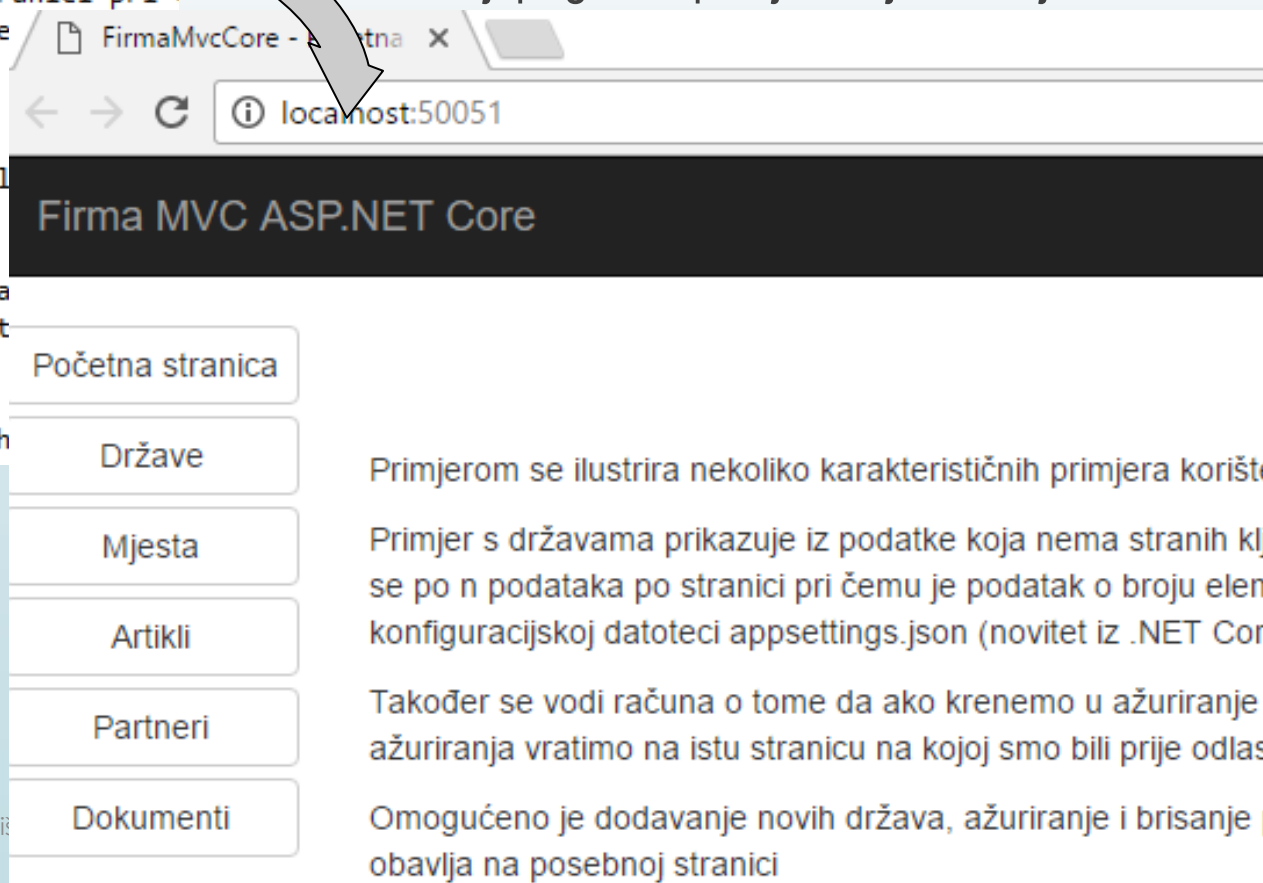 FirmaMvcCore - tna
localhost:50051
Firma MVC ASP.NET Core
Početna stranica
Države
Mjesta
Artikli
Partneri
Dokumenti
Primjerom se ilustrira nekoliko karakterističnih primjera korište
Primjer s državama prikazuje iz podatke koja nema stranih klj
se po n podataka po stranici pri čemu je podatak o broju elem
konfiguracijskoj datoteci appsettings.json (novitet iz .NET Cor
Također se vodi računa o tome da ako krenemo u ažuriranje
ažuriranja vratimo na istu stranicu na kojoj smo bili prije odlas
Omogućeno je dodavanje novih država, ažuriranje i brisanje
obavlja na posebnoj stranici